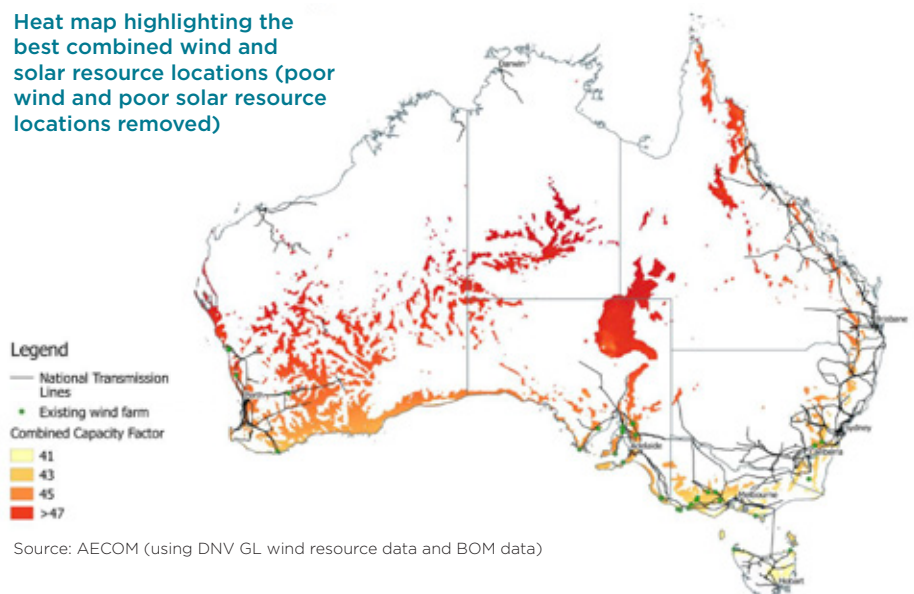 Heat map highlighting the
best combined wind and
solar resource locations (poor
wind and poor solar resource
locations removed)
Darwin
Brisbane
Legend
National Transmission
Lines
Existing wind farm
Combined Capacity Factor
41
43
45
>47
Perth
Adelaide
Sydney
Canberra
Melbourne
Hobart
Source: AECOM (using DNV GL wind resource data and BOM data)